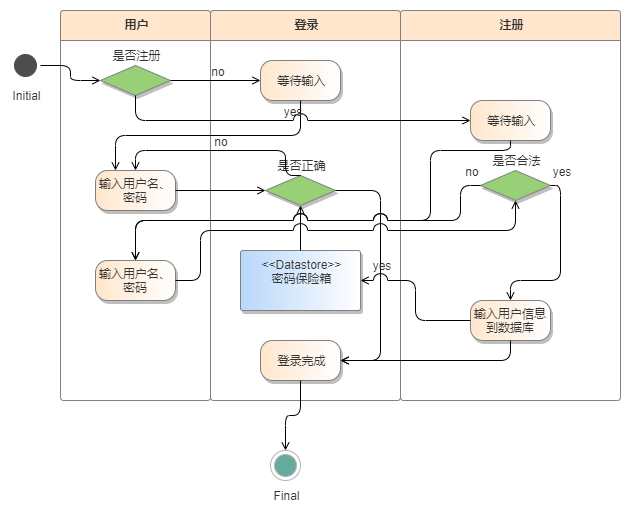 用户
登录
注册
是否注册
no
等待输入
Initial
yes
等待输入
no
是否正确
是否合法
no
yes
输入用户名、
密码
<<Datastore>>
密码保险箱
yes
输入用户名、
密码
输入用户信息
到数据库
登录完成
Final